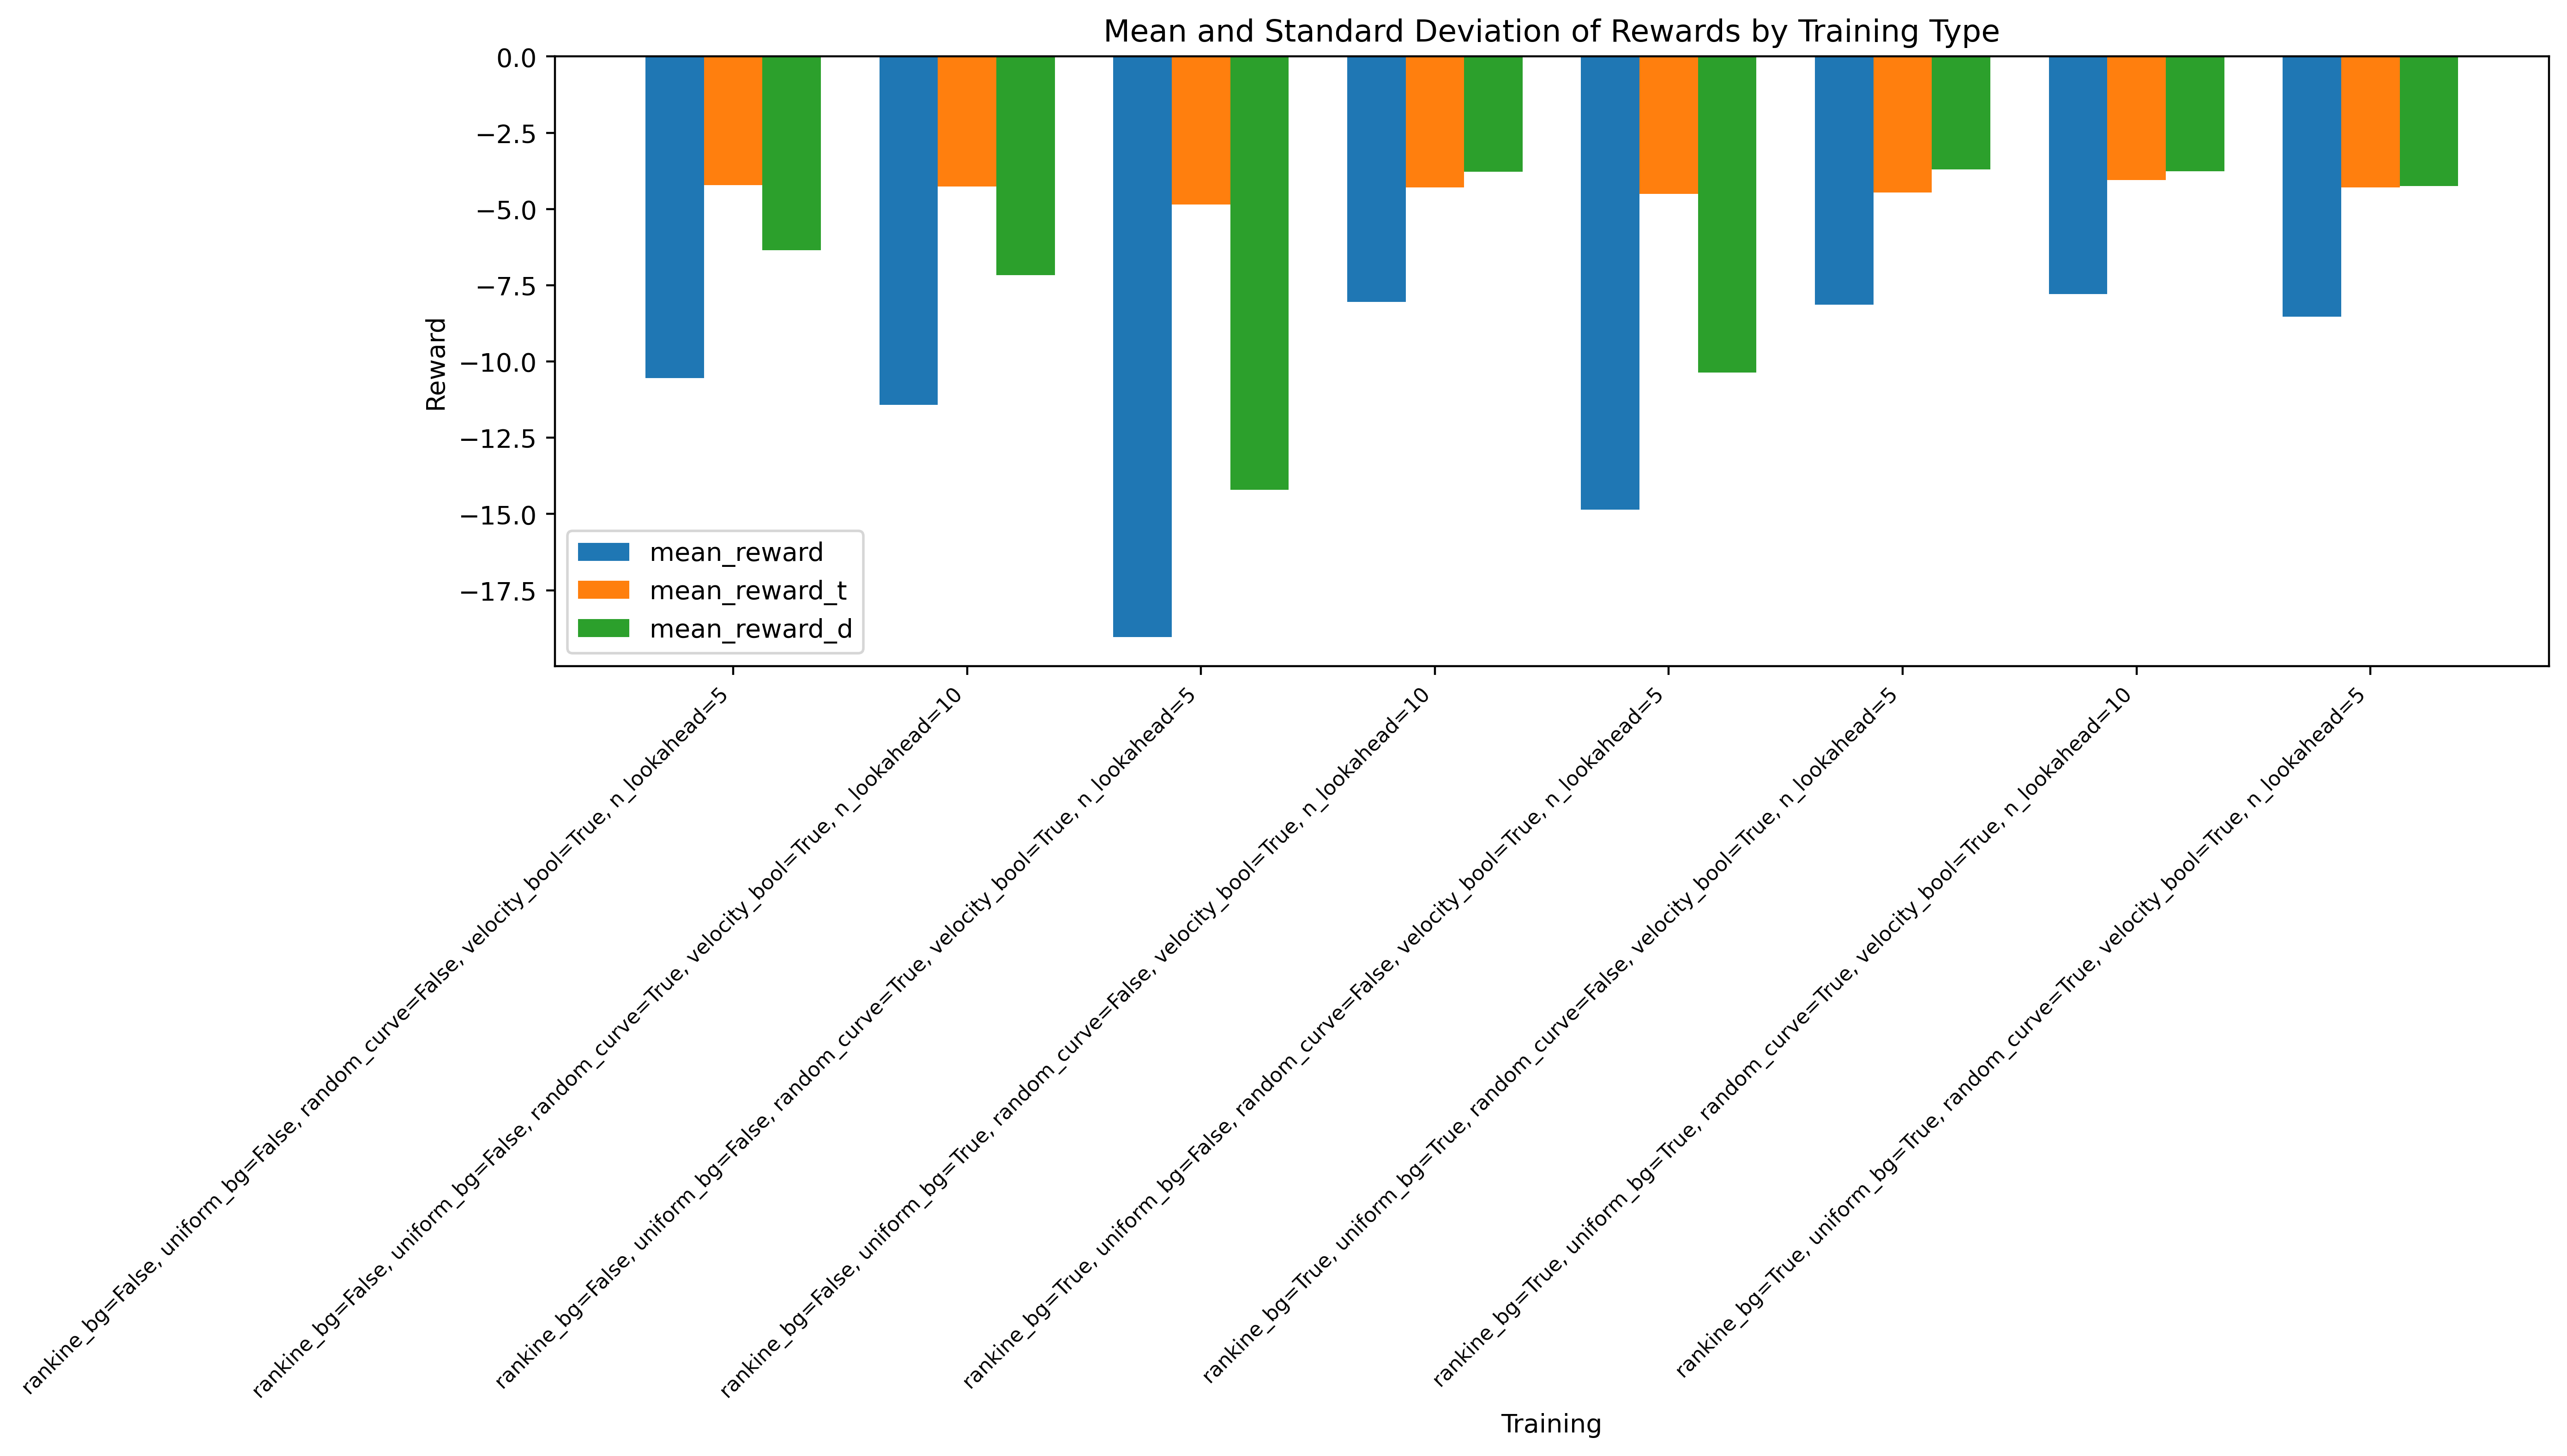 Mean and Standard Deviation of Rewards by Training Type
0.0
−2.5
−5.0
−7.5
−10.0
−12.5
−15.0
−17.5
Reward
mean_reward
mean_reward_t
mean_reward_d
rankine_bg=False, uniform_bg=False, random_curve=False, velocity_bool=True, n_lookahead=5
rankine_bg=False, uniform_bg=False, random_curve=True, velocity_bool=True, n_lookahead=10
rankine_bg=False, uniform_bg=False, random_curve=True, velocity_bool=True, n_lookahead=5
rankine_bg=False, uniform_bg=True, random_curve=False, velocity_bool=True, n_lookahead=10
rankine_bg=True, uniform_bg=False, random_curve=False, velocity_bool=True, n_lookahead=5
rankine_bg=True, uniform_bg=True, random_curve=False, velocity_bool=True, n_lookahead=5
rankine_bg=True, uniform_bg=True, random_curve=True, velocity_bool=True, n_lookahead=10
rankine_bg=True, uniform_bg=True, random_curve=True, velocity_bool=True, n_lookahead=5
Training